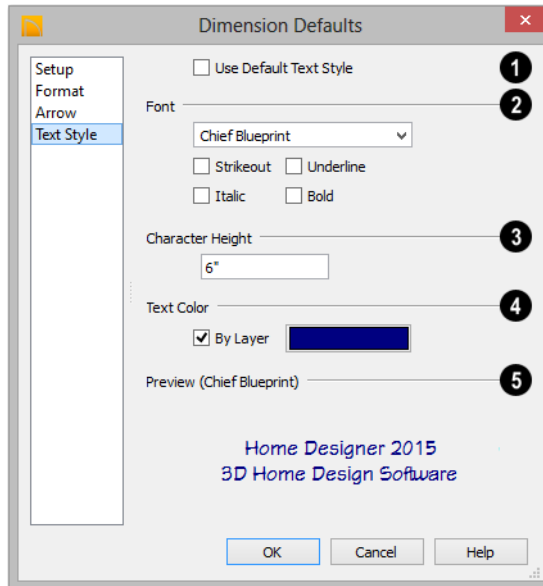 Dimension Defaults
Setup
Format
Arrow
Text Style
Use Default Text Style
1
Font
2
Chief Blueprint
Strikeout Underline
Italic Bold
Character Height
3
6"
Text Color
4
By Layer
Preview (Chief Blueprint)
5
Home Designer 2015
3D Home Design Software
OK Cancel Help